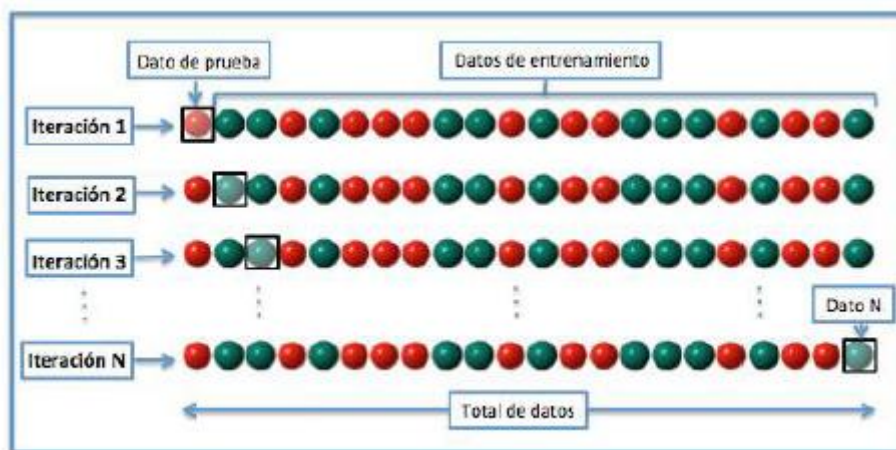 Dato de prueba
Datos de entrenamiento
Iteración 1
Iteración 2
Iteración 3
Dato N
Iteración N
Total de datos